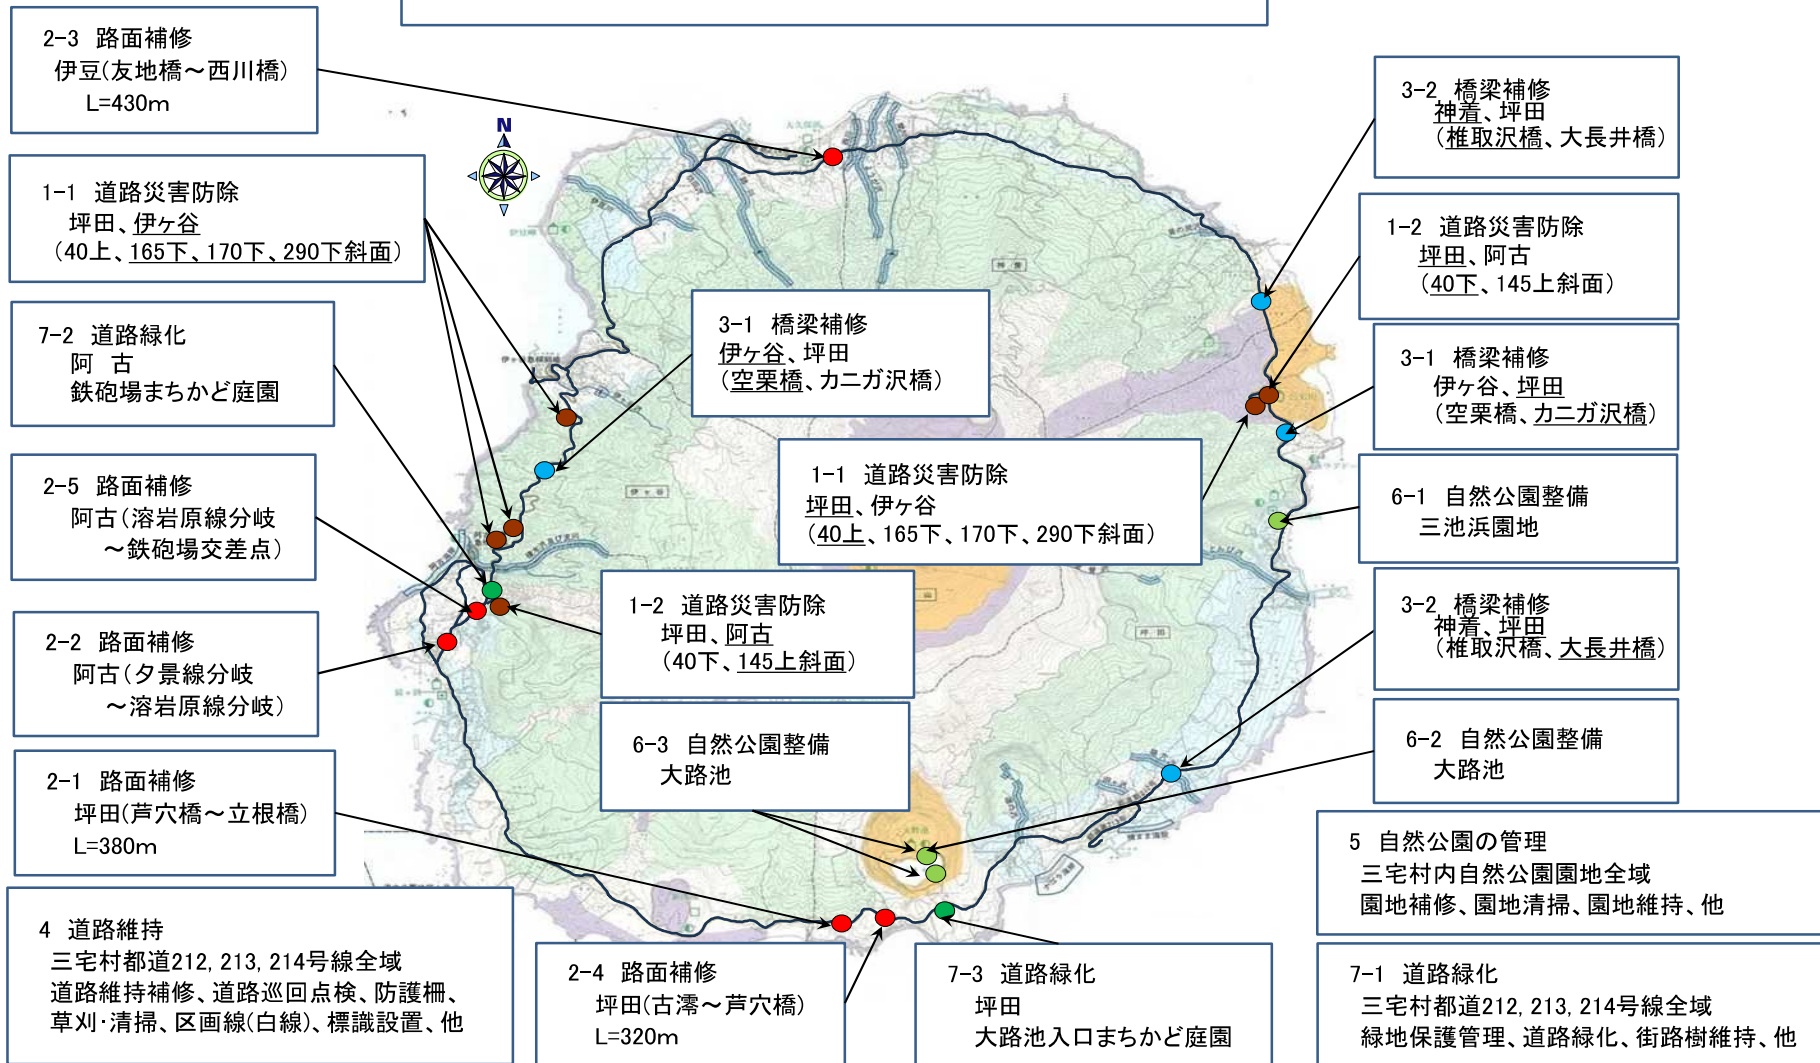 2-3 路面補修
伊豆(友地橋～西川橋)
L=430m
N
1-1 道路災害防除
坪田、伊ヶ谷
(40上、165下、170下、290下斜面)
7-2 道路緑化
阿 古
鉄砲場まちかど庭園
2-5 路面補修
阿古(溶岩原線分岐
～鉄砲場交差点)
2-2 路面補修
阿古(夕景線分岐
～溶岩原線分岐)
2-1 路面補修
坪田(芦穴橋～立根橋)
L=380m
4 道路維持
三宅村都道212, 213, 214号線全域
道路維持補修、道路巡回点検、防護柵、
草刈・清掃、区画線(白線)、標識設置、他
3-1 橋梁補修
伊ヶ谷、坪田
(空栗橋、カニガ沢橋)
1-1 道路災害防除
坪田、伊ヶ谷
(40上、165下、170下、290下斜面)
1-2 道路災害防除
坪田、阿古
(40下、145上斜面)
6-3 自然公園整備
大路池
2-4 路面補修
坪田(古澪～芦穴橋)
L=320m
7-3 道路緑化
坪田
大路池入口まちかど庭園
3-2 橋梁補修
神着、坪田
(椎取沢橋、大長井橋)
1-2 道路災害防除
坪田、阿古
(40下、145上斜面)
3-1 橋梁補修
伊ヶ谷、坪田
(空栗橋、カニガ沢橋)
6-1 自然公園整備
三池浜園地
3-2 橋梁補修
神着、坪田
(椎取沢橋、大長井橋)
6-2 自然公園整備
大路池
5 自然公園の管理
三宅村内自然公園園地全域
園地補修、園地清掃、園地維持、他
7-1 道路緑化
三宅村都道212, 213, 214号線全域
緑地保護管理、道路緑化、街路樹維持、他
神着
伊ヶ谷
坪田